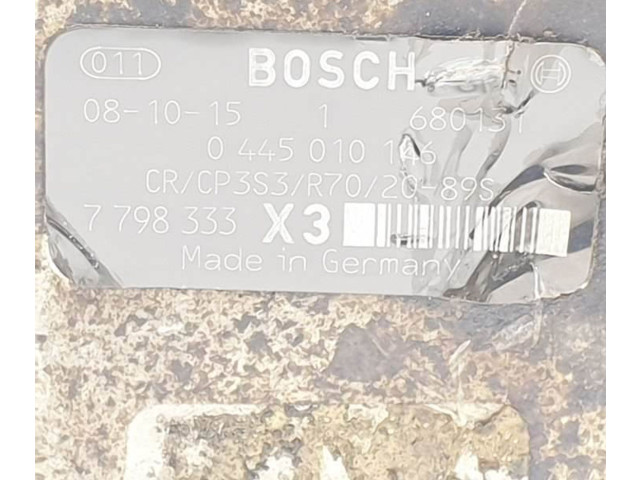 011 BOSCH
08-10-15 1 680131
0 445 010 146
CR/CP3S3/R70/20-89S
7 798 333 X3
Made in Germany